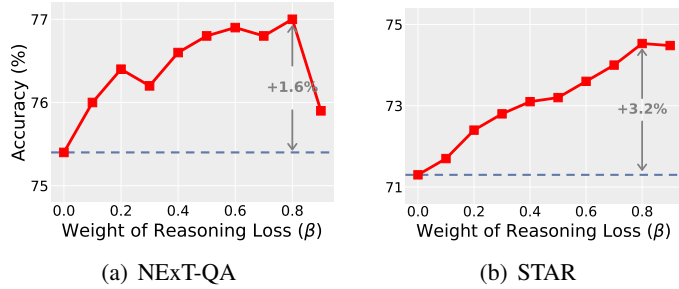 77
76
75
Accuracy (%)
+1.6%
0.0 0.2 0.4 0.6 0.8
Weight of Reasoning Loss (β)
(a) NExT-QA
75
73
71
+3.2%
0.0 0.2 0.4 0.6 0.8
Weight of Reasoning Loss (β)
(b) STAR